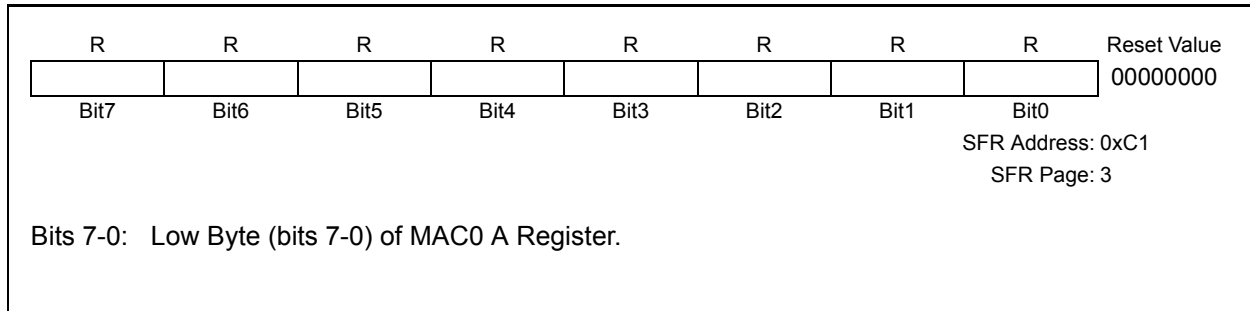 R R R R R R R R Reset Value
00000000
Bit7 Bit6 Bit5 Bit4 Bit3 Bit2 Bit1 Bit0
SFR Address: 0xC1
SFR Page: 3
Bits 7-0: Low Byte (bits 7-0) of MAC0 A Register.